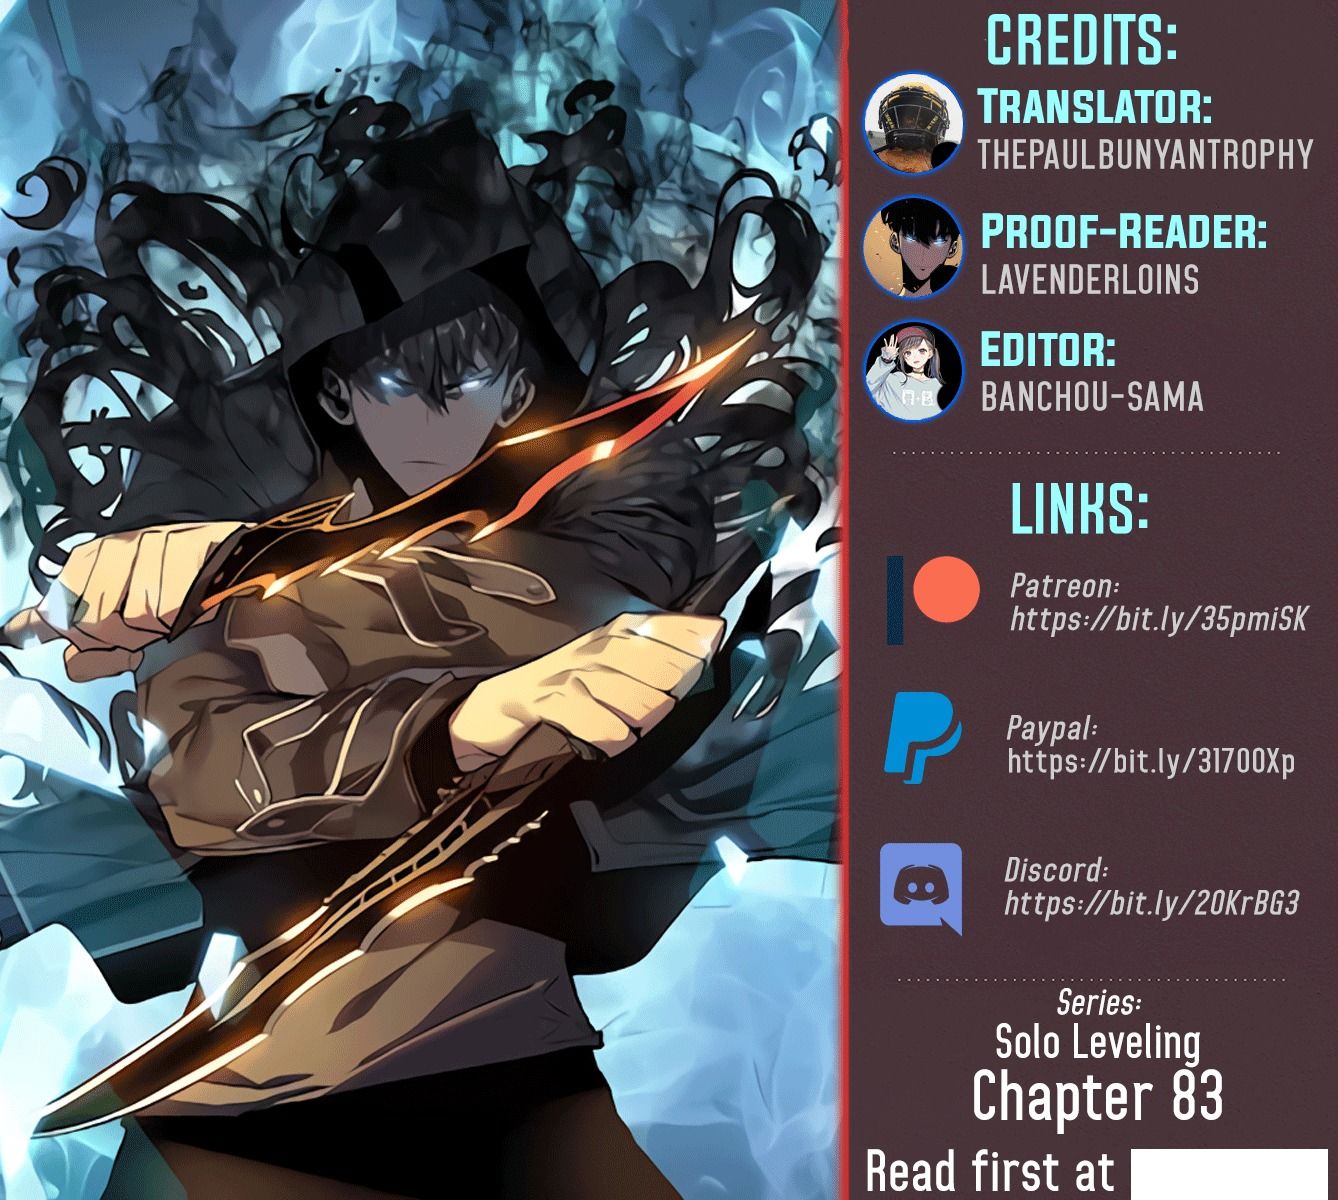 CREDITS:
TRANSLATOR:
THEPAULBUNYANTROPHY
PROOF-READER:
LAVENDERLOINS
EDITOR:
BANCHOU-SAMA
LINKS:
Patreon:
https://bit.ly/35pmiSK
Paypal:
https://bit.ly/31700Xp
Discord:
https://bit.ly/20KrBG3
Series:
Solo Leveling
Chapter 83
Read first at